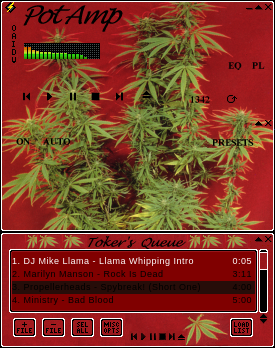 PotAmp
O
A
I
D
V
EQ PL
1342
ON AUTO
PRESETS
Toker's Queue
1. DJ Mike Llama - Llama Whipping Intro 0:05
2. Marilyn Manson - Rock Is Dead 3:11
3. Propellerheads - Spybreak! (Short One) 4:00
4. Ministry - Bad Blood 5:00
+ FILE
- FILE
SEL ALL
MISC OPTS
LOAD LIST